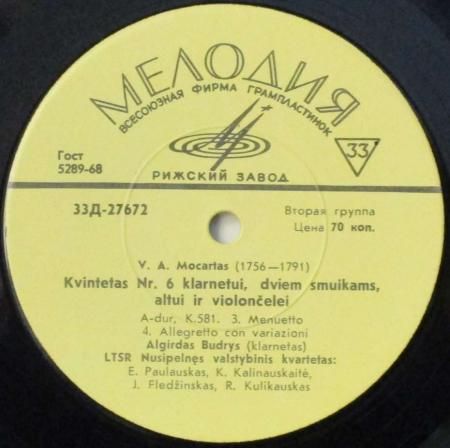 МЕЛОДИЯ
ВСЕСОЮЗНАЯ ФИРМА ГРАМПЛАСТИНОК
33
Гост
5289-68
РИЖСКИЙ ЗАВОД
33Д-27672
Вторая группа
Цена 70 коп.
V. A. Mocartas (1756—1791)
Kvintetas Nr. 6 klarnetui, dviem smuikams,
altui ir violončelei
A-dur, K.581. 3. Menuetto
4. Allegretto con variazioni
Algirdas Budrys (klarnetas)
LTSR Nusipelnęs valstybinis kvartetas:
E. Paulauskas, K. Kalinauskaitė,
J. Fledžinskas, R. Kulikauskas